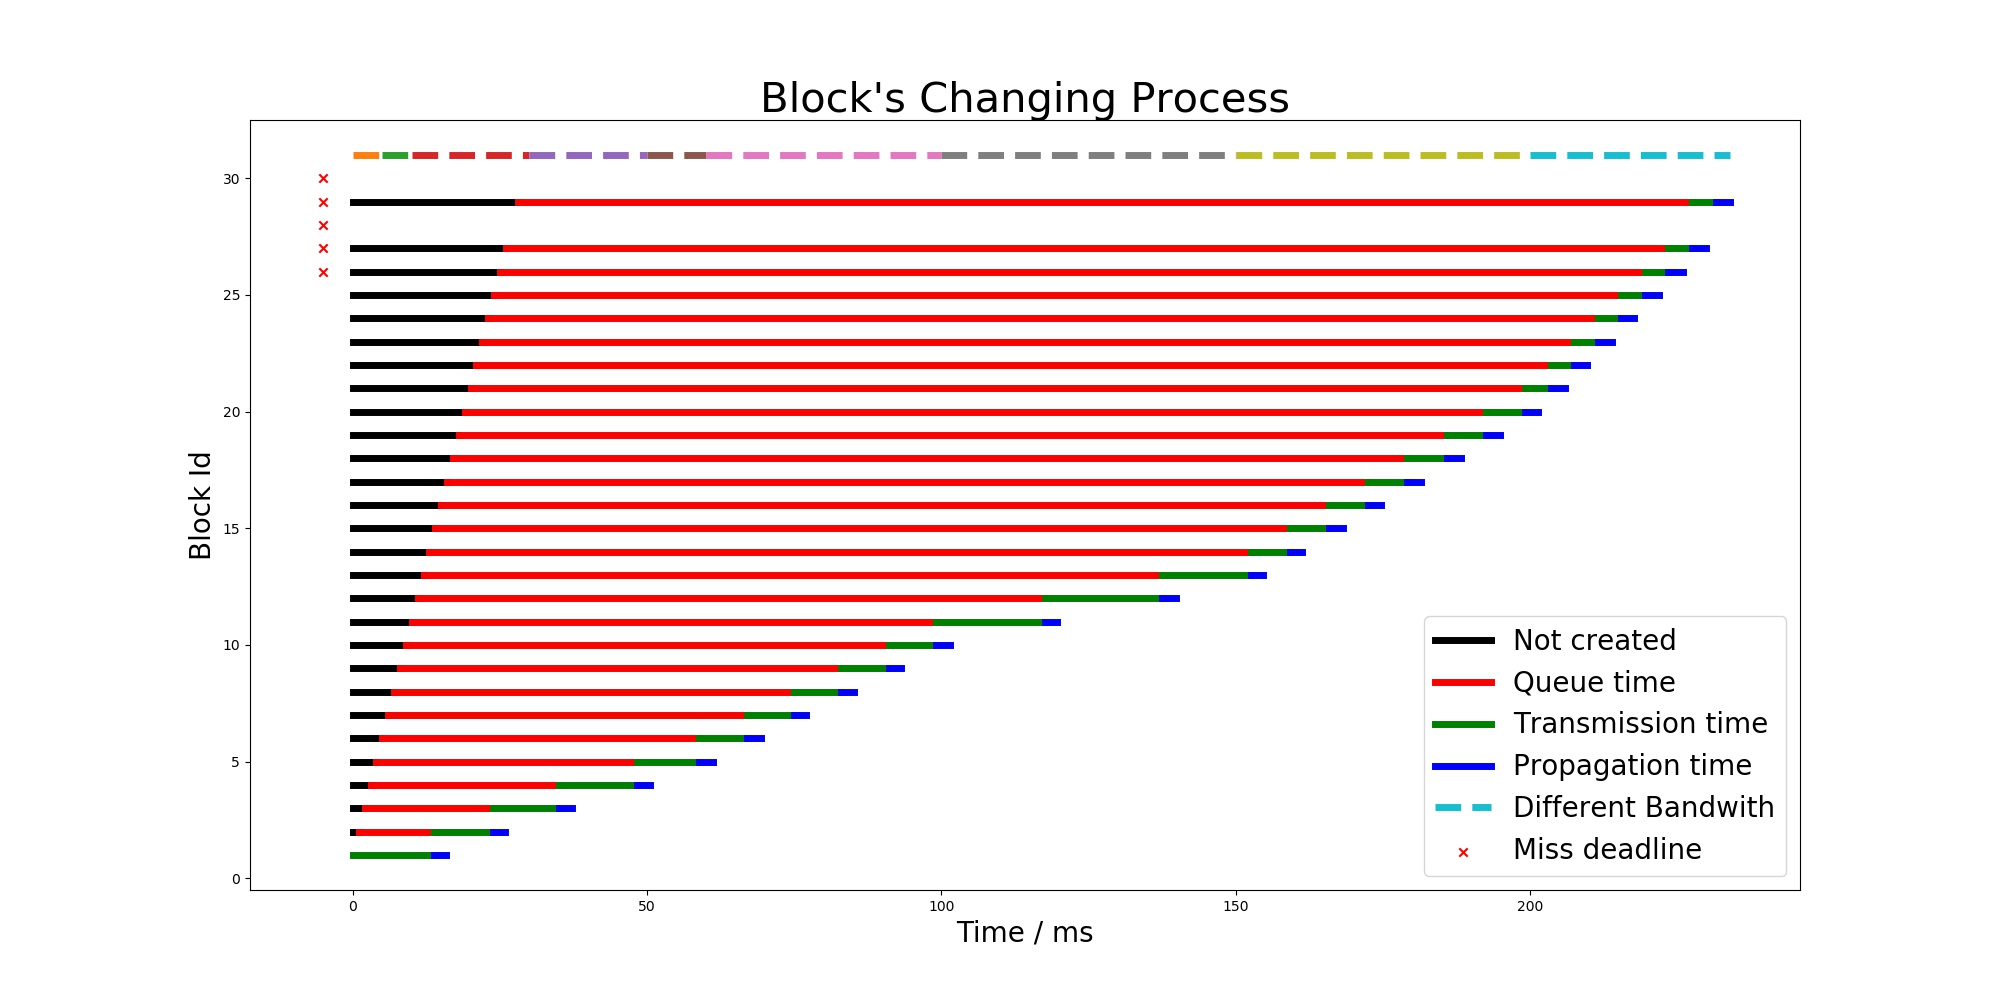 Block's Changing Process
30
25
20
15
10
5
0
Block Id
0 50 100 150 200
Time / ms
Not created
Queue time
Transmission time
Propagation time
Different Bandwith
Miss deadline